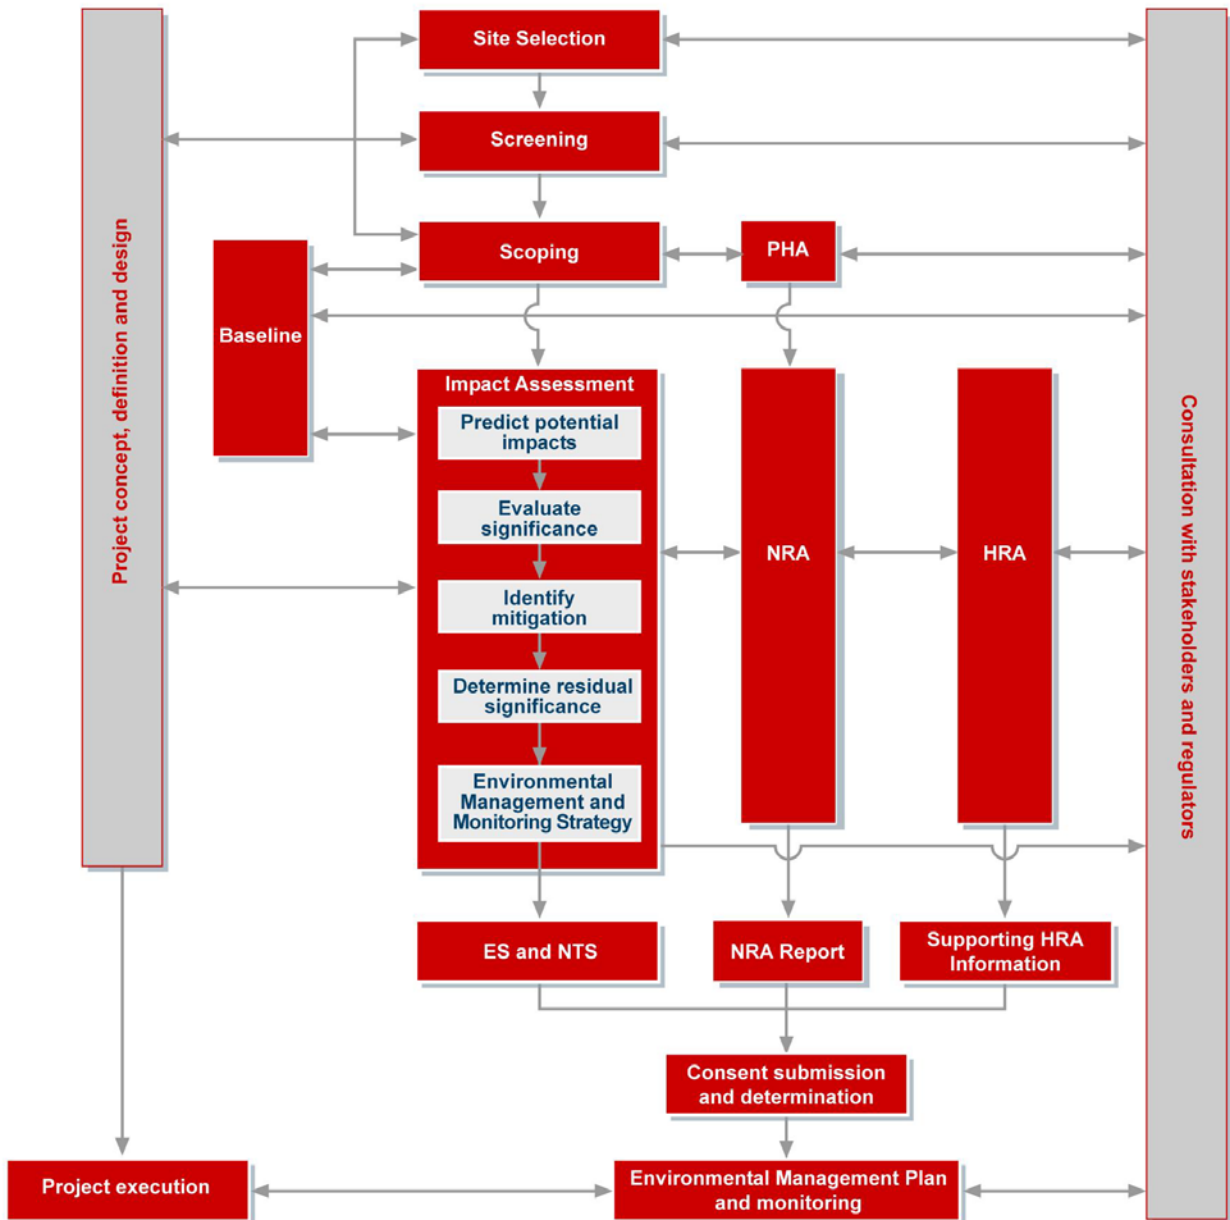 Site Selection
Screening
Scoping
PHA
Project concept, definition and design
Baseline
Consultation with stakeholders and regulators
Impact Assessment
Predict potential
impacts
Evaluate
significance
Identify
mitigation
Determine residual
significance
Environmental
Management and
Monitoring Strategy
NRA
HRA
ES and NTS
NRA Report
Supporting HRA
Information
Consent submission
and determination
Project execution
Environmental Management Plan
and monitoring